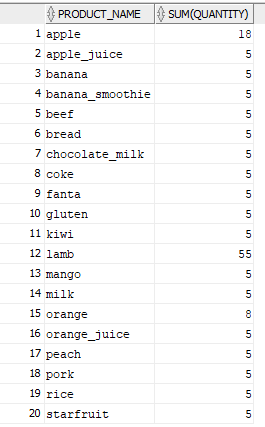 PRODUCT_NAME SUM(QUANTITY)
1 apple 18
2 apple_juice 5
3 banana 5
4 banana_smoothie 5
5 beef 5
6 bread 5
7 chocolate_milk 5
8 coke 5
9 fanta 5
10 gluten 5
11 kiwi 5
12 lamb 55
13 mango 5
14 milk 5
15 orange 8
16 orange_juice 5
17 peach 5
18 pork 5
19 rice 5
20 starfruit 5